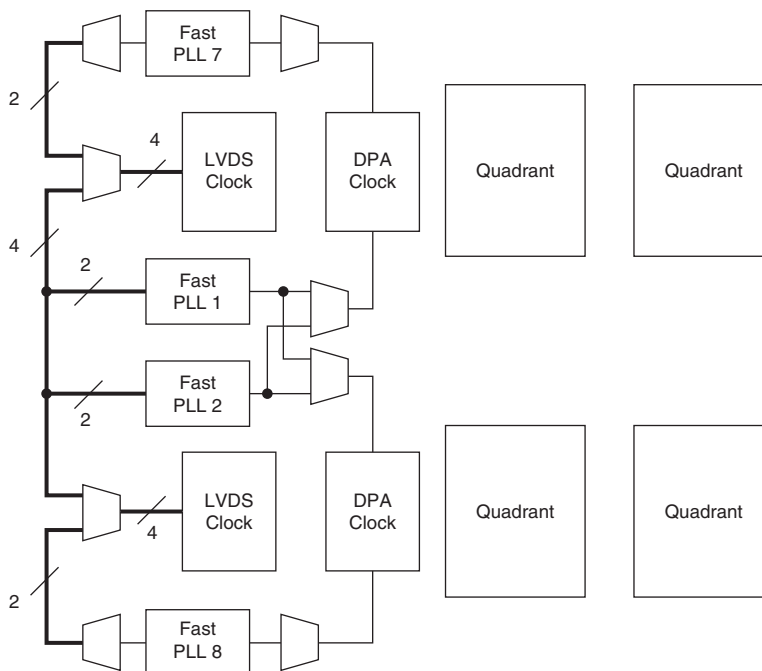 Fast
PLL 7
2
4
LVDS
Clock
DPA
Clock
Quadrant
Quadrant
4
2
Fast
PLL 1
Fast
PLL 2
2
LVDS
Clock
4
DPA
Clock
Quadrant
Quadrant
2
Fast
PLL 8